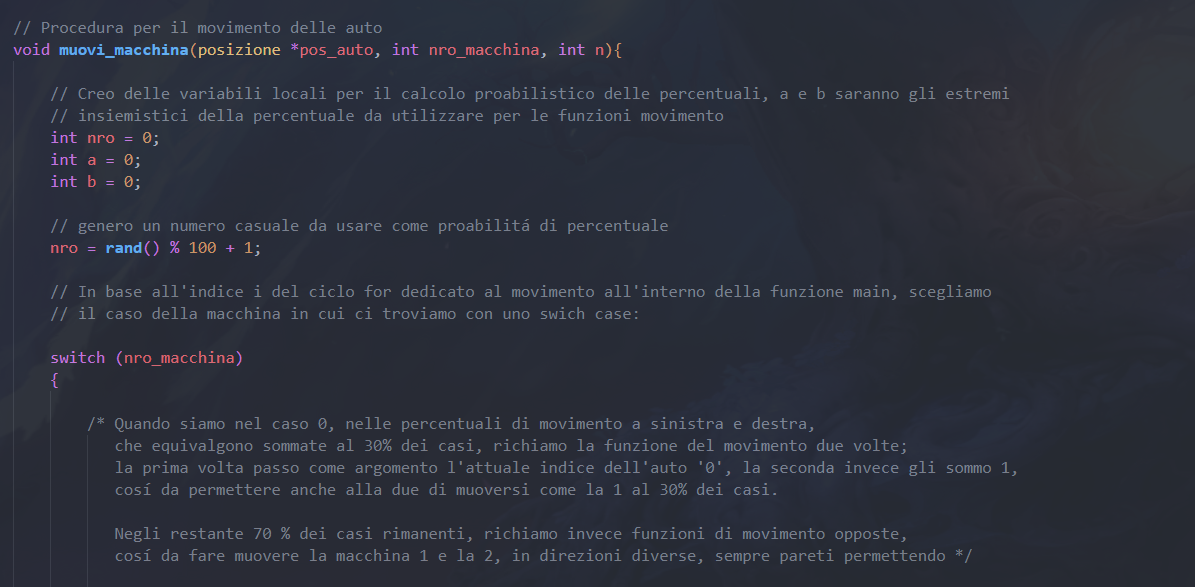 // Procedura per il movimento delle auto
void muovi_macchina(posizione *pos_auto, int nro_macchina, int n){
// Creo delle variabili locali per il calcolo proabilistico delle percentuali, a e b saranno gli estremi
// insiemistici della percentuale da utilizzare per le funzioni movimento
int nro = 0;
int a = 0;
int b = 0;
// genero un numero casuale da usare come proabilitá di percentuale
nro = rand() % 100 + 1;
// In base all'indice i del ciclo for dedicato al movimento all'interno della funzione main, scegliamo
// il caso della macchina in cui ci troviamo con uno swich case:
switch (nro_macchina)
{
/* Quando siamo nel caso 0, nelle percentuali di movimento a sinistra e destra,
che equivalgono sommate al 30% dei casi, richiamo la funzione del movimento due volte;
la prima volta passo come argomento l'attuale indice dell'auto '0', la seconda invece gli sommo 1,
cosí da permettere anche alla due di muoversi come la 1 al 30% dei casi.
Negli restante 70 % dei casi rimanenti, richiamo invece funzioni di movimento opposte,
cosí da fare muovere la macchina 1 e la 2, in direzioni diverse, sempre pareti permettendo */